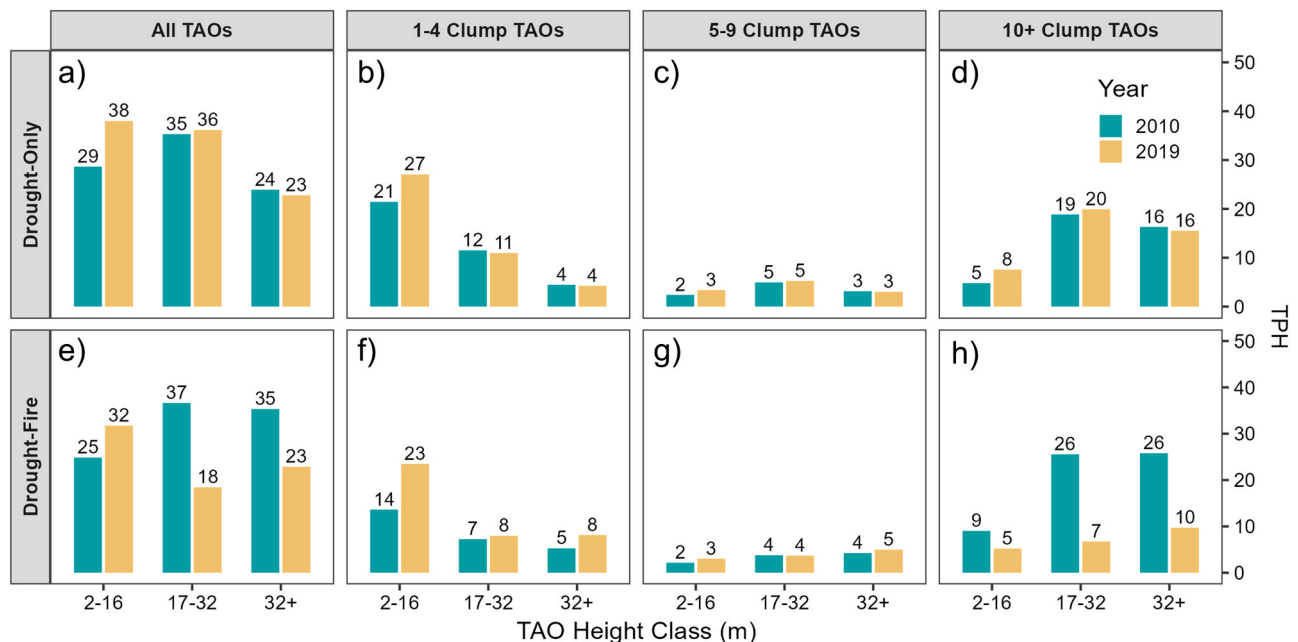 All TAOs
1-4 Clump TAOs
5-9 Clump TAOs
10+ Clump TAOs
Drought-Only
a)
29
38
35
36
24
23
b)
21
27
12
11
4
4
c)
2
3
5
5
3
3
d)
5
8
19
20
16
16
Year
2010
2019
50
40
30
20
10
0
Drought-Fire
e)
25
32
37
18
35
23
f)
14
23
7
8
5
8
g)
2
3
4
4
4
5
h)
9
5
26
7
26
10
50
40
30
20
10
0
TPH
2-16 17-32 32+
2-16 17-32 32+
2-16 17-32 32+
2-16 17-32 32+
TAO Height Class (m)